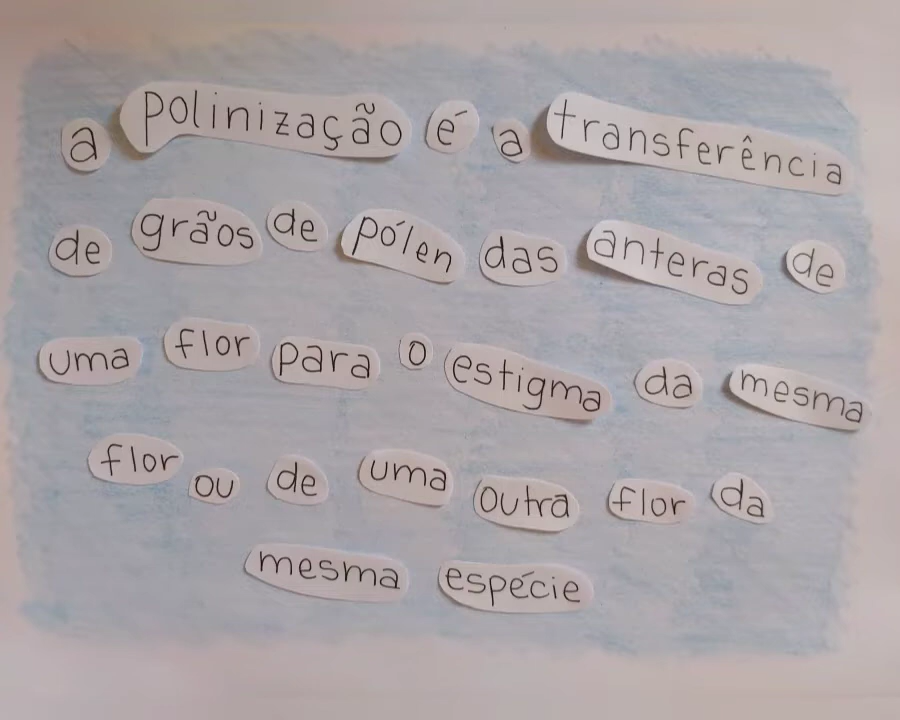 a polinização é a transferência
de grãos de pólen das anteras de
uma flor para o estigma da mesma
flor ou de uma outra flor da
mesma espécie